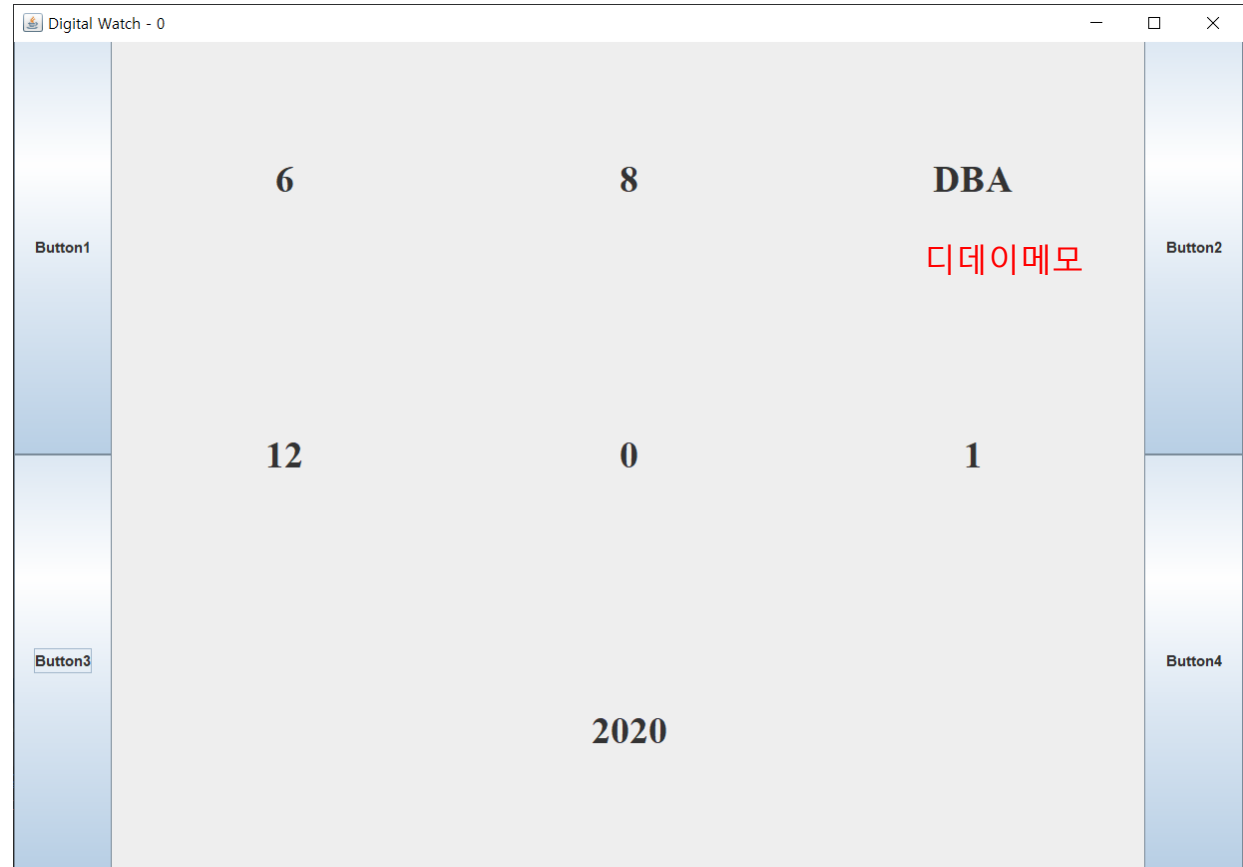 Digital Watch - 0
6 8 DBA
Button1 Button2
디데이메모
12 0 1
Button3 Button4
2020